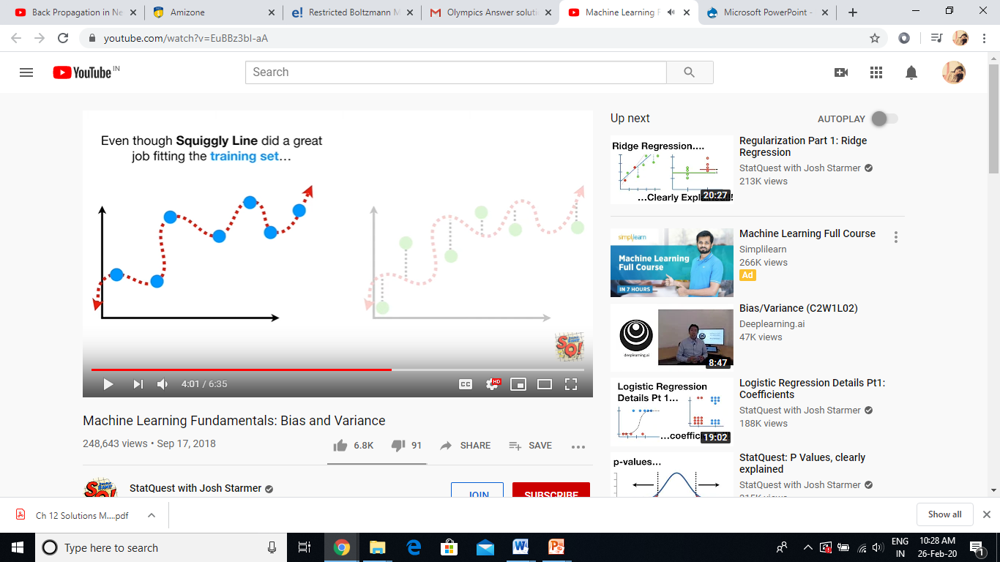 Back Propagation in Ne
Amizone
Restricted Boltzmann M
Olympics Answer soluti
Machine Learning F
Microsoft PowerPoint -
youtube.com/watch?v=EuBBz3bI-aA
YouTube IN
Search
Even though Squiggly Line did a great
job fitting the training set…
4:01 / 6:35
CC
HD
Machine Learning Fundamentals: Bias and Variance
248,643 views • Sep 17, 2018
6.8K
91
SHARE
SAVE
StatQuest with Josh Starmer
JOIN
SUBSCRIBE
Up next
AUTOPLAY
Ridge Regression….
…Clearly Expl
20:27
Regularization Part 1: Ridge
Regression
StatQuest with Josh Starmer
213K views
simplilearn
Machine Learning
Full Course
IN 7 HOURS
Machine Learning Full Course
Simplilearn
266K views
Ad
deeplearning.ai
8:47
Bias/Variance (C2W1L02)
Deeplearning.ai
47K views
Logistic Regression
Details Pt 1…
…coeffic
19:02
Logistic Regression Details Pt1:
Coefficients
StatQuest with Josh Starmer
188K views
p-values…
StatQuest: P Values, clearly
explained
StatQuest with Josh Starmer
Ch 12 Solutions M....pdf
Show all
Type here to search
ENG
IN
10:28 AM
26-Feb-20
1